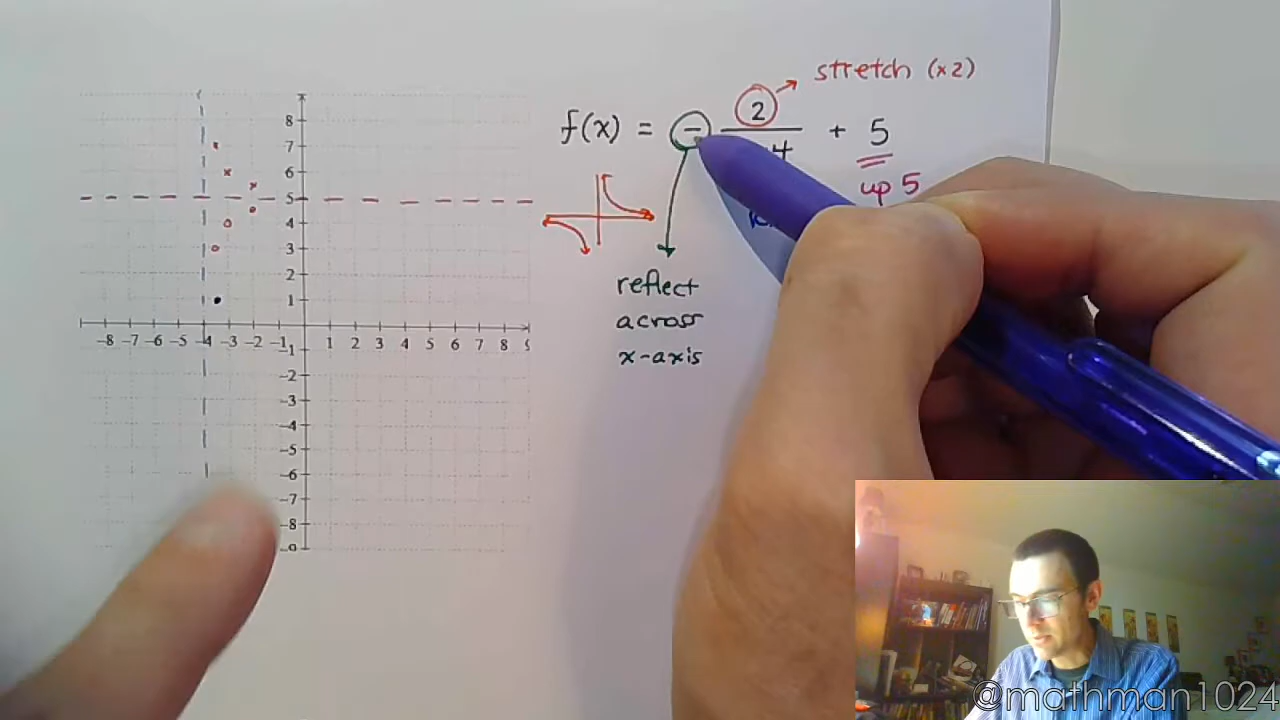 stretch (x2)
f(x) = - 2 + 5
4
up 5
reflect
across
x-axis
8
7
6
5
4
3
2
1
-8 -7 -6 -5 -4 -3 -2 -1 1 2 3 4 5 6 7 8
-1
-2
-3
-4
-5
-6
-7
-8
-9
@mathman1024